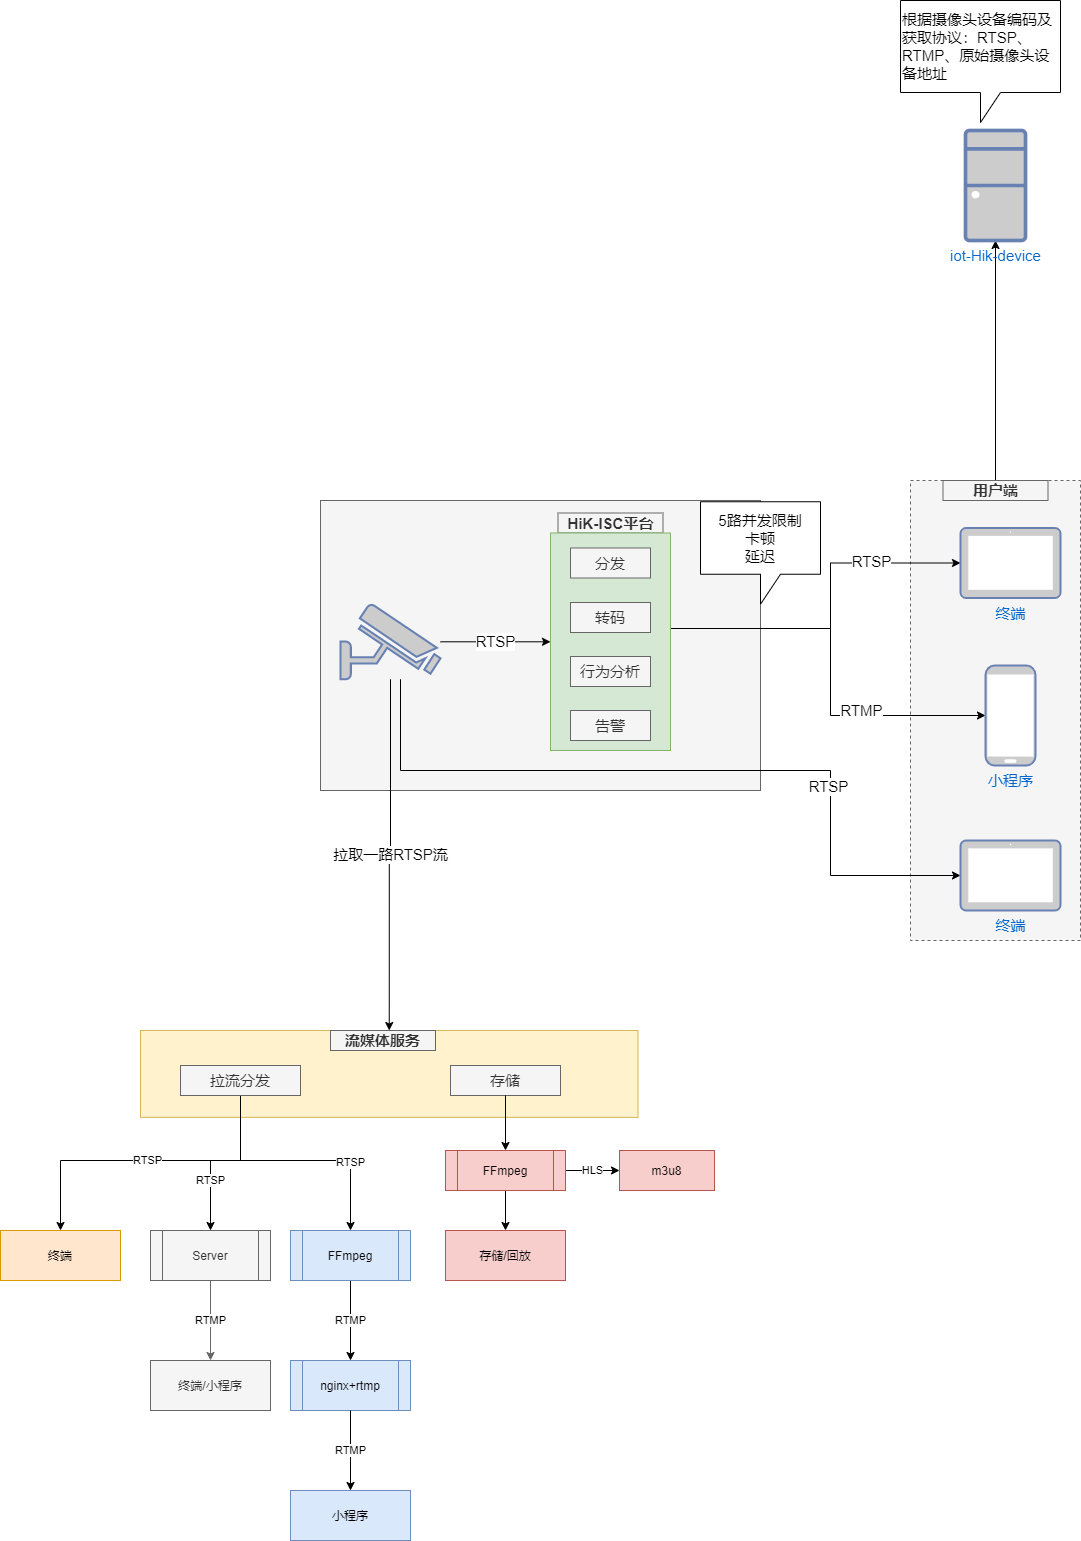 根据摄像头设备编码及
获取协议：RTSP、
RTMP、原始摄像头设
备地址
iot-Hik-device
用户端
HiK-ISC平台
5路并发限制
卡顿
延迟
分发
转码
行为分析
告警
RTSP
RTSP
终端
RTMP
小程序
RTSP
终端
拉取一路RTSP流
流媒体服务
拉流分发
存储
RTSP
RTSP
RTSP
FFmpeg
HLS
m3u8
终端
Server
FFmpeg
存储/回放
RTMP
RTMP
终端/小程序
nginx+rtmp
RTMP
小程序